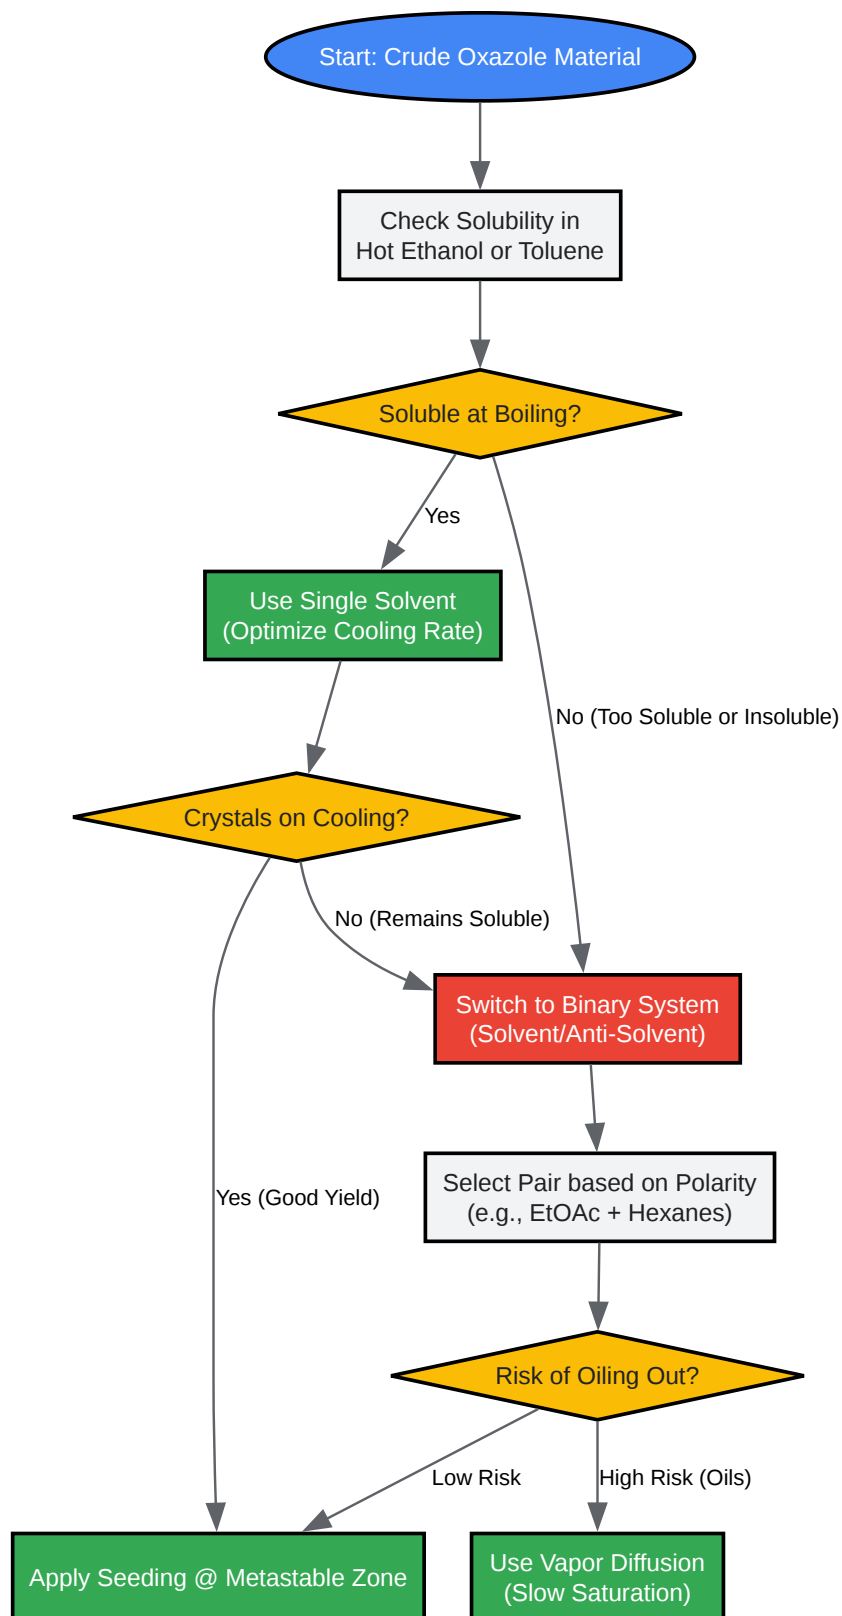 Start: Crude Oxazole Material
Check Solubility in
Hot Ethanol or Toluene
Soluble at Boiling?
Yes
Use Single Solvent
(Optimize Cooling Rate)
No (Too Soluble or Insoluble)
Crystals on Cooling?
No (Remains Soluble)
Switch to Binary System
(Solvent/Anti-Solvent)
Select Pair based on Polarity
(e.g., EtOAc + Hexanes)
Yes (Good Yield)
Risk of Oiling Out?
Low Risk
High Risk (Oils)
Apply Seeding @ Metastable Zone
Use Vapor Diffusion
(Slow Saturation)